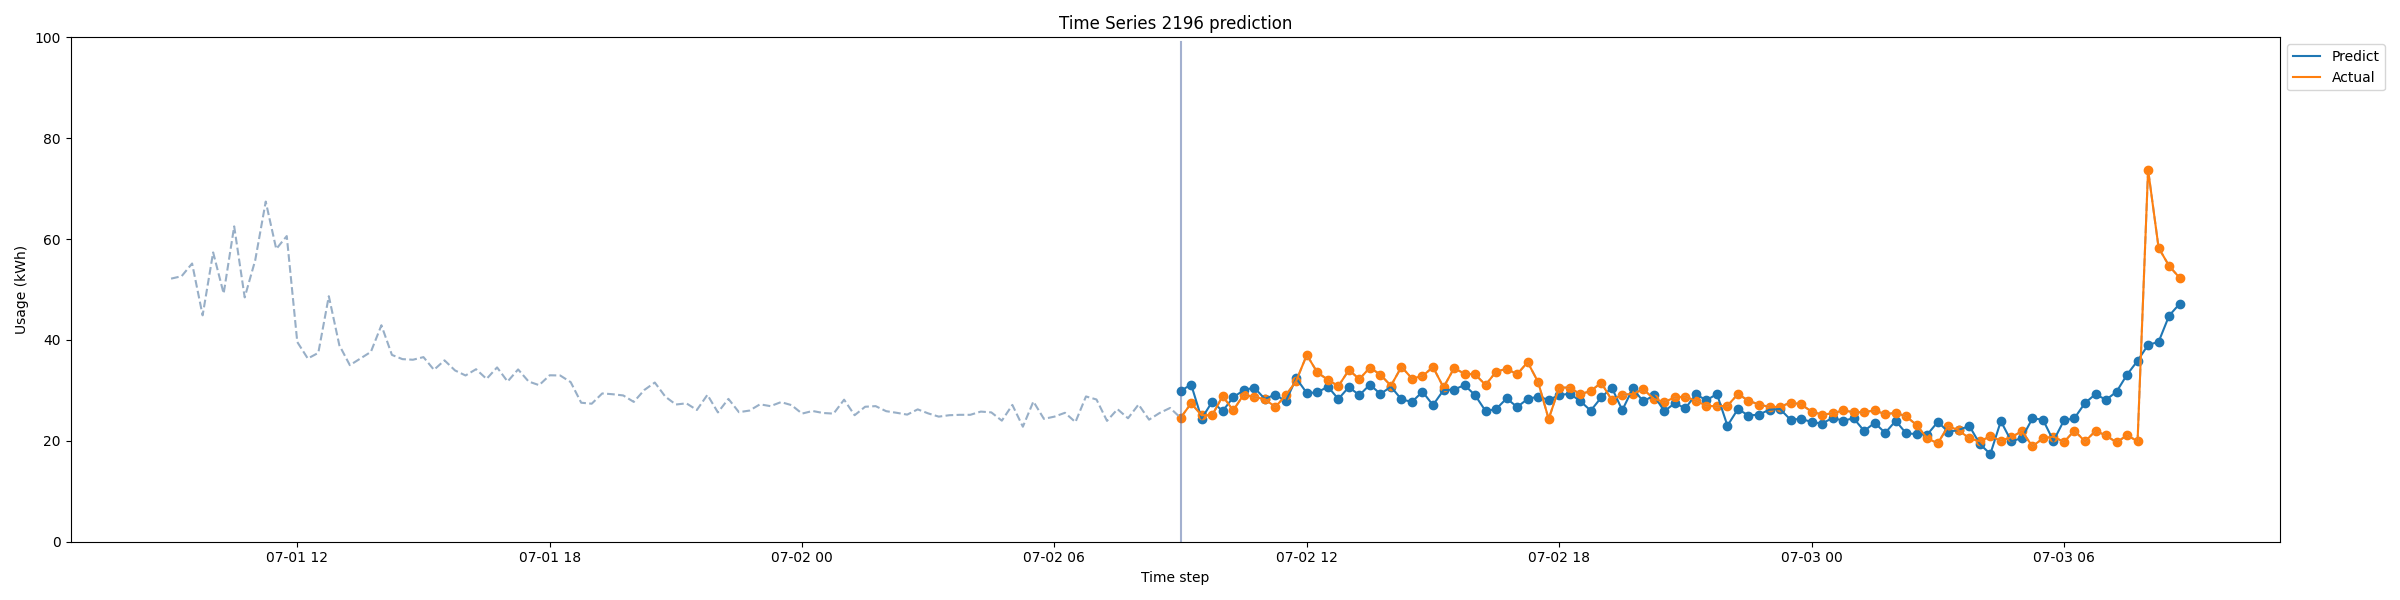 Time Series 2196 prediction
Predict
Actual
Usage (kWh)
100
80
60
40
20
0
07-01 12
07-01 18
07-02 00
07-02 06
07-02 12
07-02 18
07-03 00
07-03 06
Time step